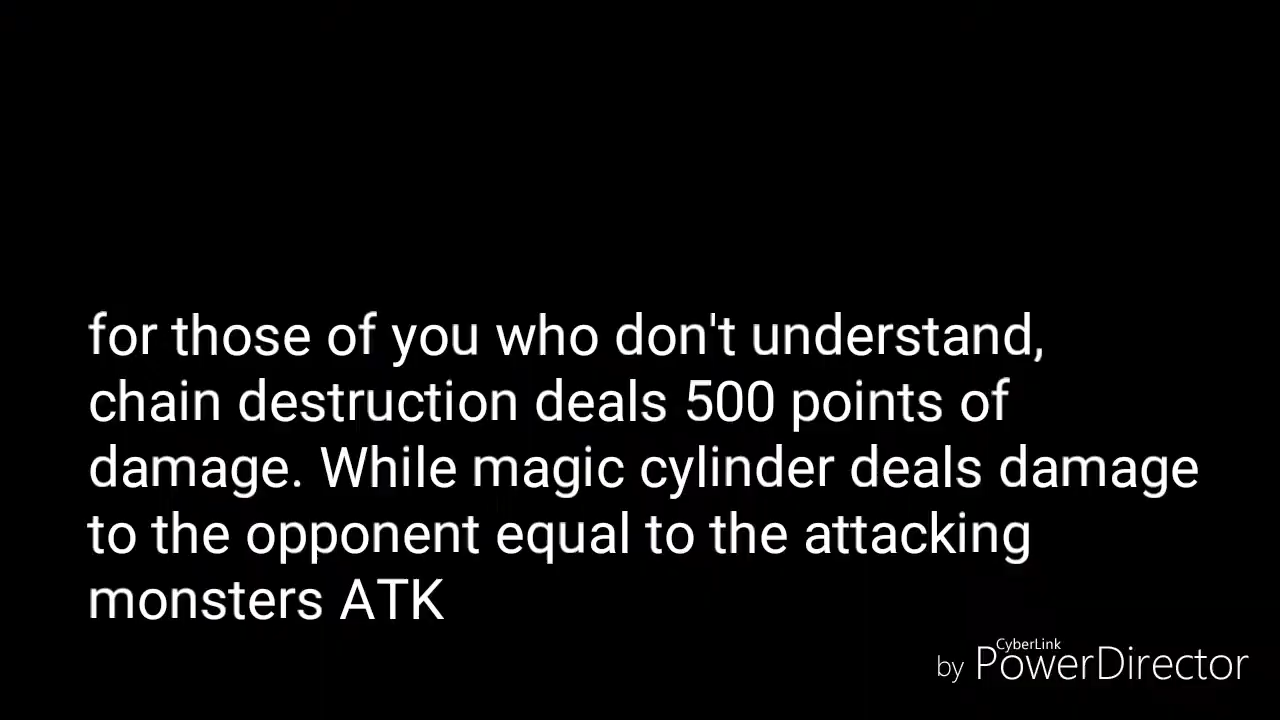 for those of you who don't understand,
chain destruction deals 500 points of
damage. While magic cylinder deals damage
to the opponent equal to the attacking
monsters ATK
CyberLink
by PowerDirector